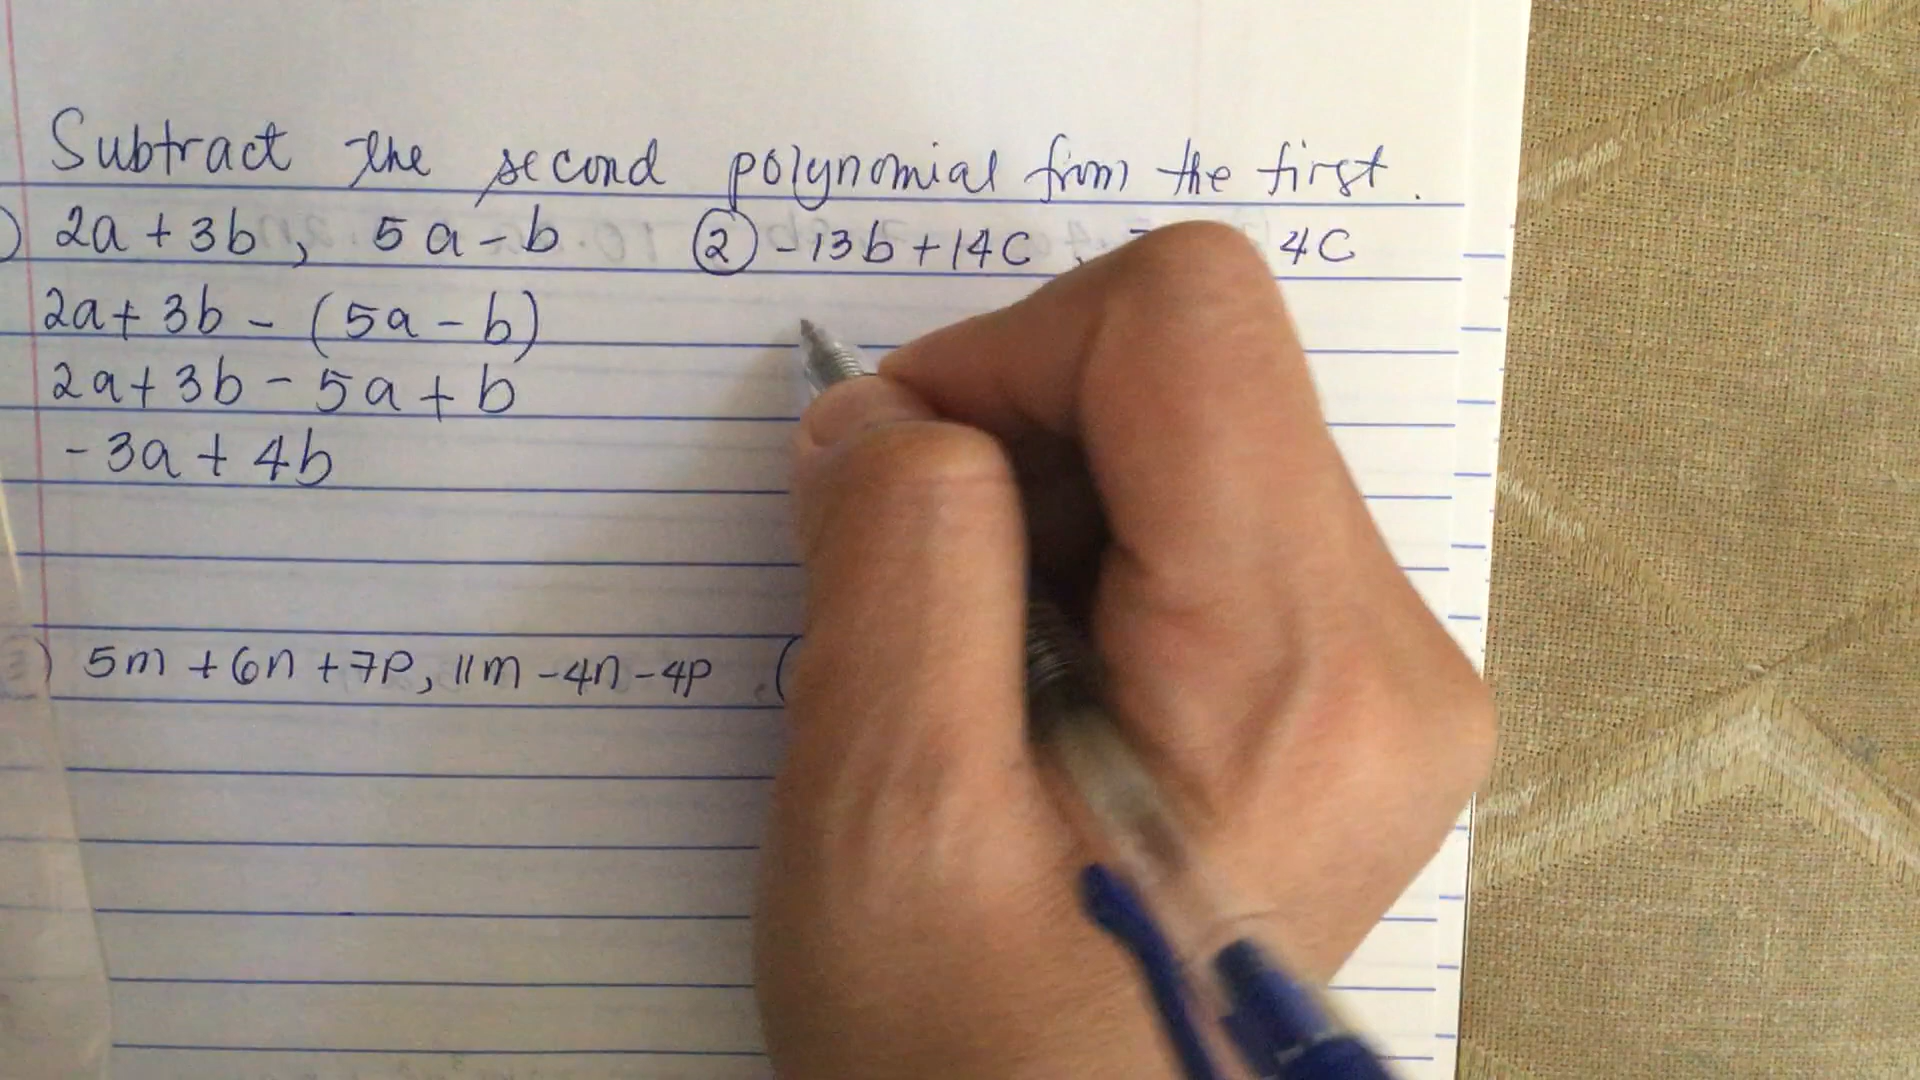 Subtract the second polynomial from the first.
2a + 3b, 5a - b ② -13b + 14c, 4c
2a + 3b - (5a - b)
2a + 3b - 5a + b
-3a + 4b
3) 5m + 6n + 7p, 11m - 4n - 4p (